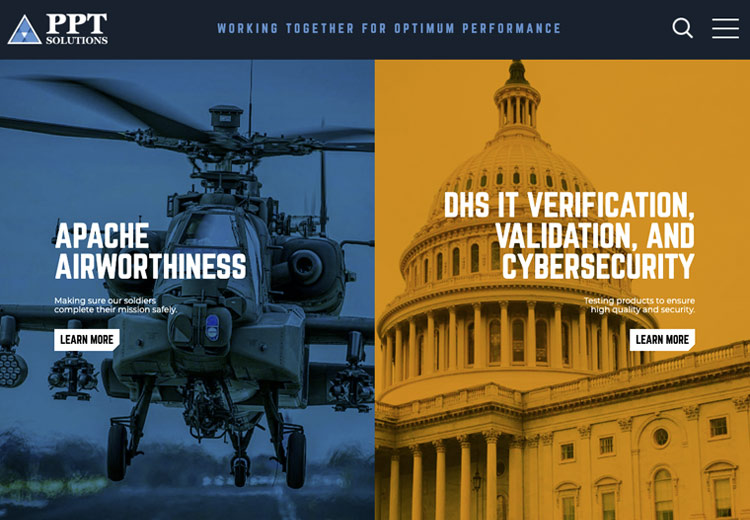 PPT
SOLUTIONS
WORKING TOGETHER FOR OPTIMUM PERFORMANCE
APACHE
AIRWORTHINESS
Making sure our soldiers
complete their mission safely.
LEARN MORE
DHS IT VERIFICATION,
VALIDATION, AND
CYBERSECURITY
Testing products to ensure
high quality and security.
LEARN MORE